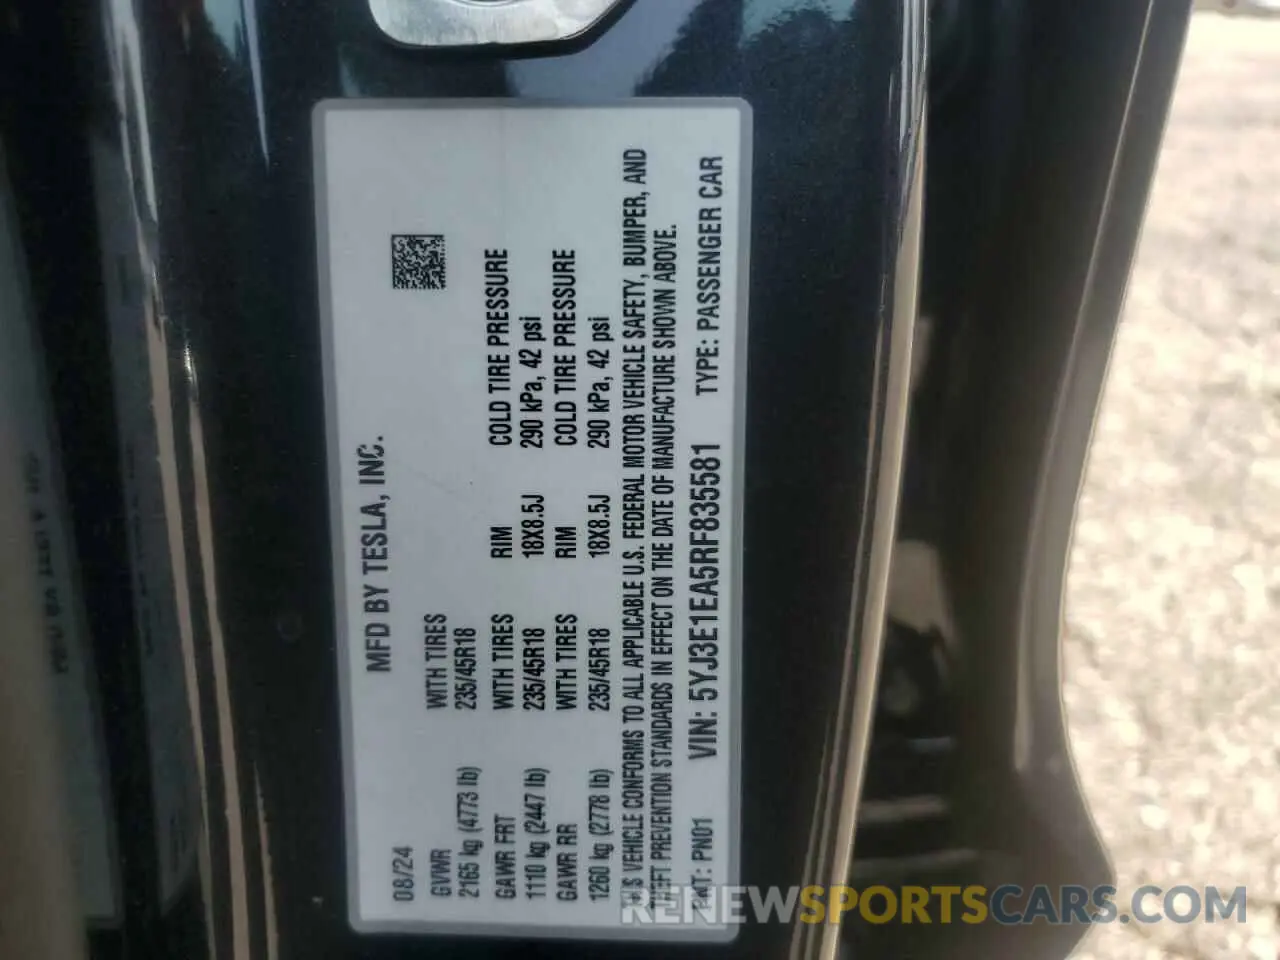 MFD BY TESLA, INC.
08/24
GVWR WITH TIRES
2165 kg (4773 lb) 235/45R18
GAWR FRT WITH TIRES RIM COLD TIRE PRESSURE
1110 kg (2447 lb) 235/45R18 18X8.5J 290 kPa, 42 psi
GAWR RR WITH TIRES RIM COLD TIRE PRESSURE
1260 kg (2778 lb) 235/45R18 18X8.5J 290 kPa, 42 psi
THIS VEHICLE CONFORMS TO ALL APPLICABLE U.S. FEDERAL MOTOR VEHICLE SAFETY, BUMPER, AND
THEFT PREVENTION STANDARDS IN EFFECT ON THE DATE OF MANUFACTURE SHOWN ABOVE.
PAINT: PN01 VIN: 5YJ3E1EA5RF835581 TYPE: PASSENGER CAR
RENEWSPORTSCARS.COM